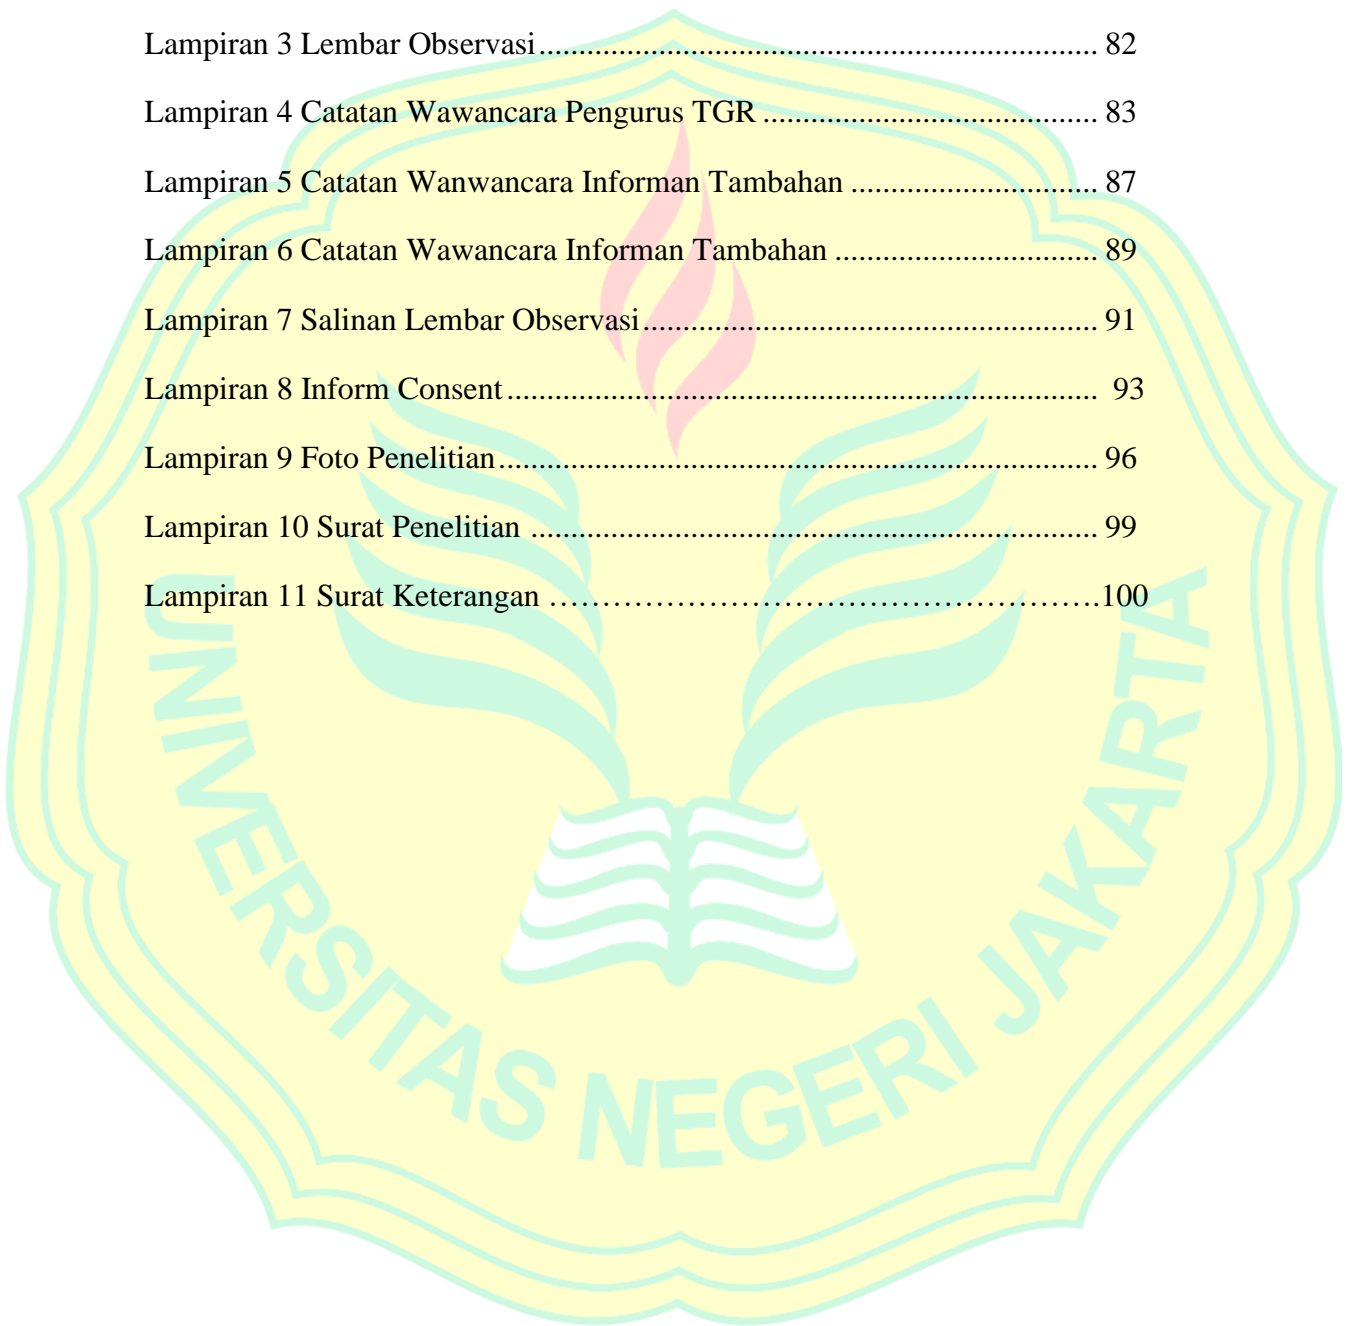 Lampiran 3 Lembar Observasi...................................................................... 82
Lampiran 4 Catatan Wawancara Pengurus TGR .......................................... 83
Lampiran 5 Catatan Wanwancara Informan Tambahan ............................... 87
Lampiran 6 Catatan Wawancara Informan Tambahan ................................. 89
Lampiran 7 Salinan Lembar Observasi......................................................... 91
Lampiran 8 Inform Consent.......................................................................... 93
Lampiran 9 Foto Penelitian........................................................................... 96
Lampiran 10 Surat Penelitian ....................................................................... 99
Lampiran 11 Surat Keterangan …………………………………………….100
UNIVERSITAS NEGERI JAKARTA